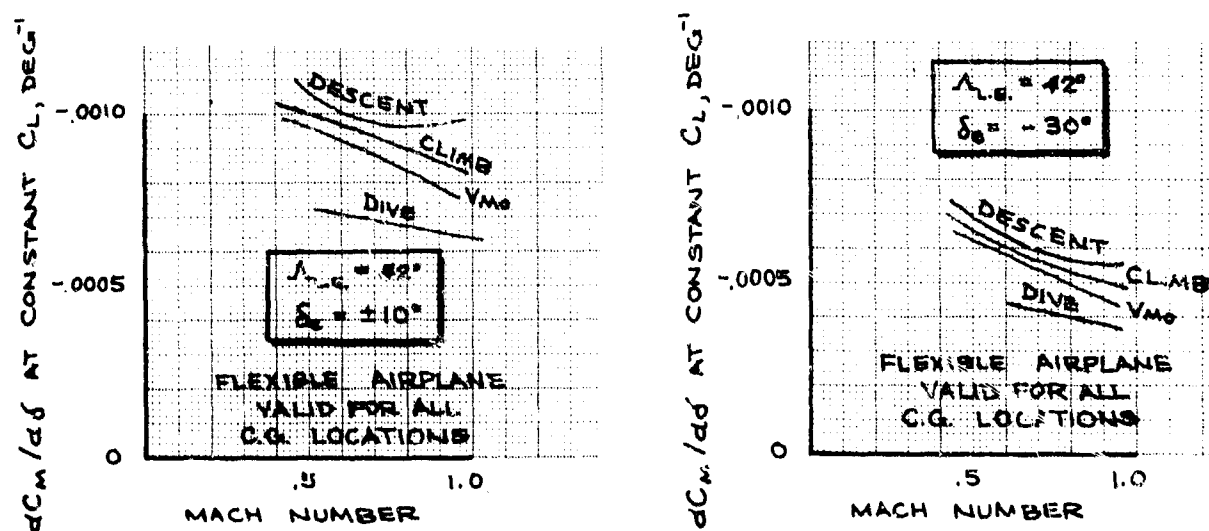 dCM/dδ AT CONSTANT CL, DEG⁻¹
-.0010
-.0005
0
DESCENT
CLIMB
VMO
DIVE
δe = ±10°
FLEXIBLE AIRPLANE
VALID FOR ALL
C.G. LOCATIONS
.5
1.0
MACH NUMBER
dCM/dδ AT CONSTANT CL, DEG⁻¹
-.0010
-.0005
0
ΛL.E. = 42°
δe = -30°
DESCENT
CLIMB
VMO
DIVE
FLEXIBLE AIRPLANE
VALID FOR ALL
C.G. LOCATIONS
.5
1.0
MACH NUMBER